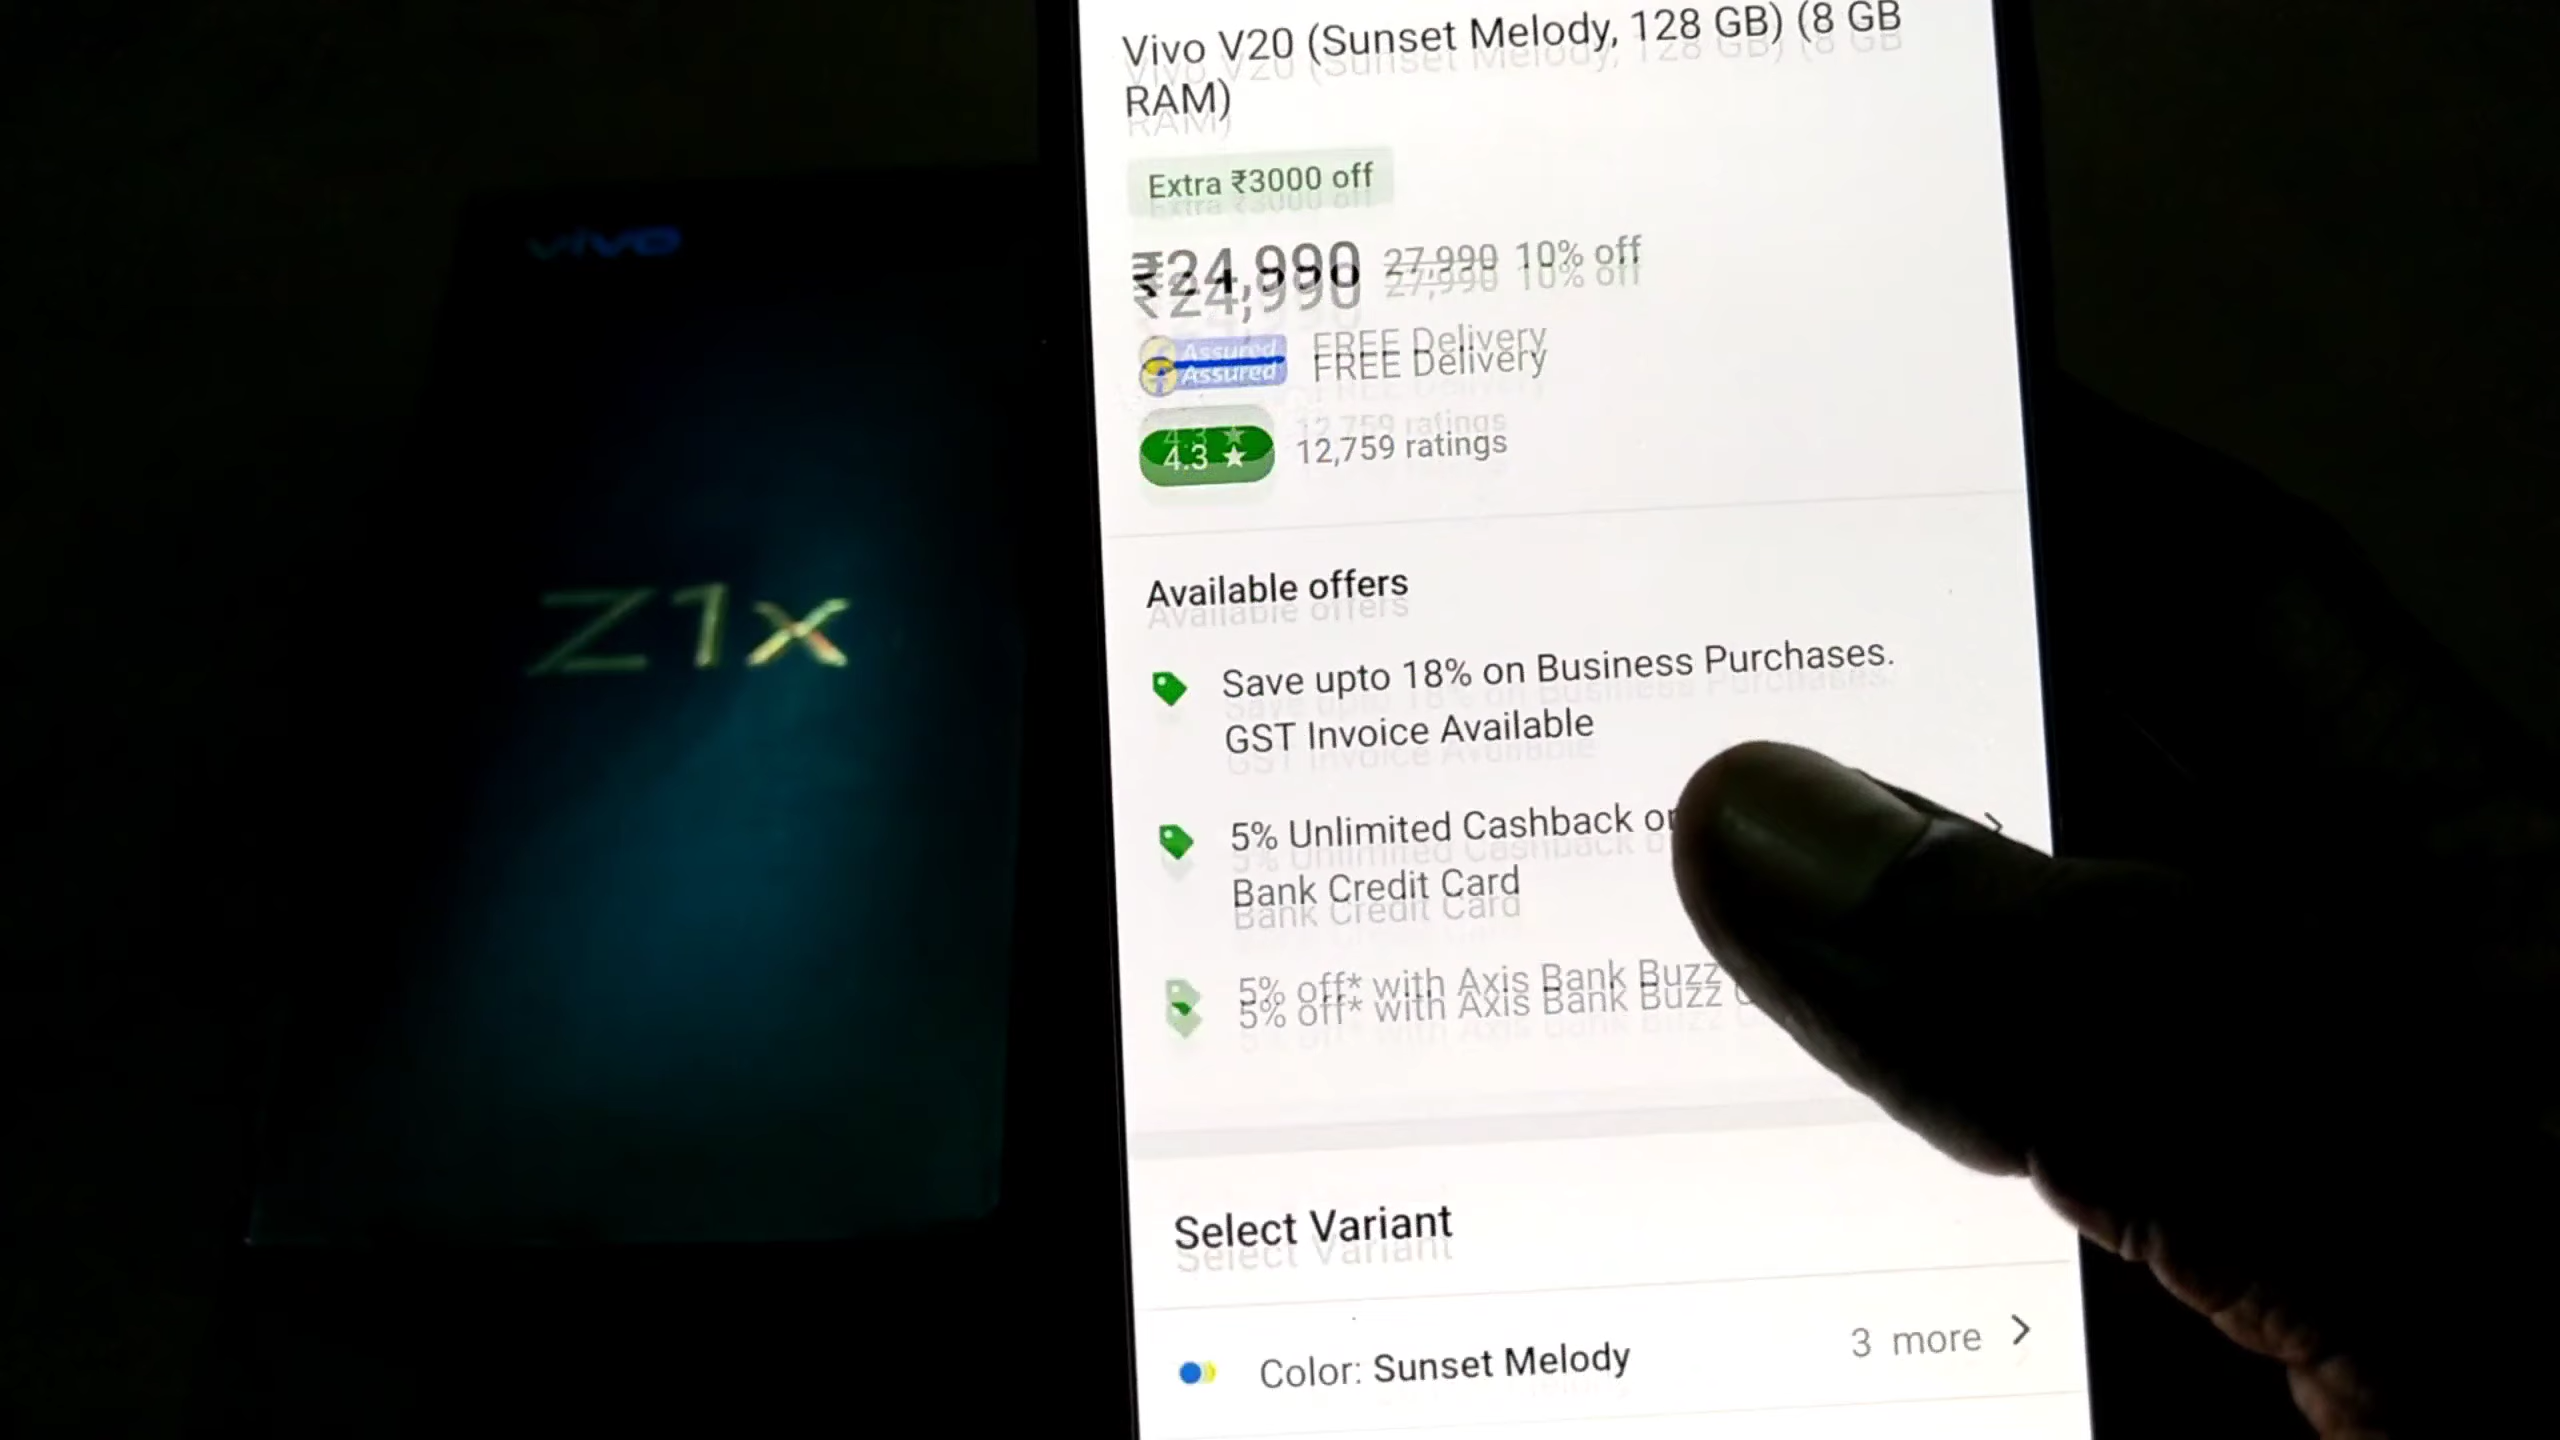 vivo
Z1x
Vivo V20 (Sunset Melody, 128 GB) (8 GB
RAM)
Extra ₹3000 off
₹24,990 27,990 10% off
Assured FREE Delivery
4.3 ★ 12,759 ratings
Available offers
Save upto 18% on Business Purchases.
GST Invoice Available
5% Unlimited Cashback
Bank Credit Card
5% off* with Axis Bank Buzz
Select Variant
Color: Sunset Melody 3 more